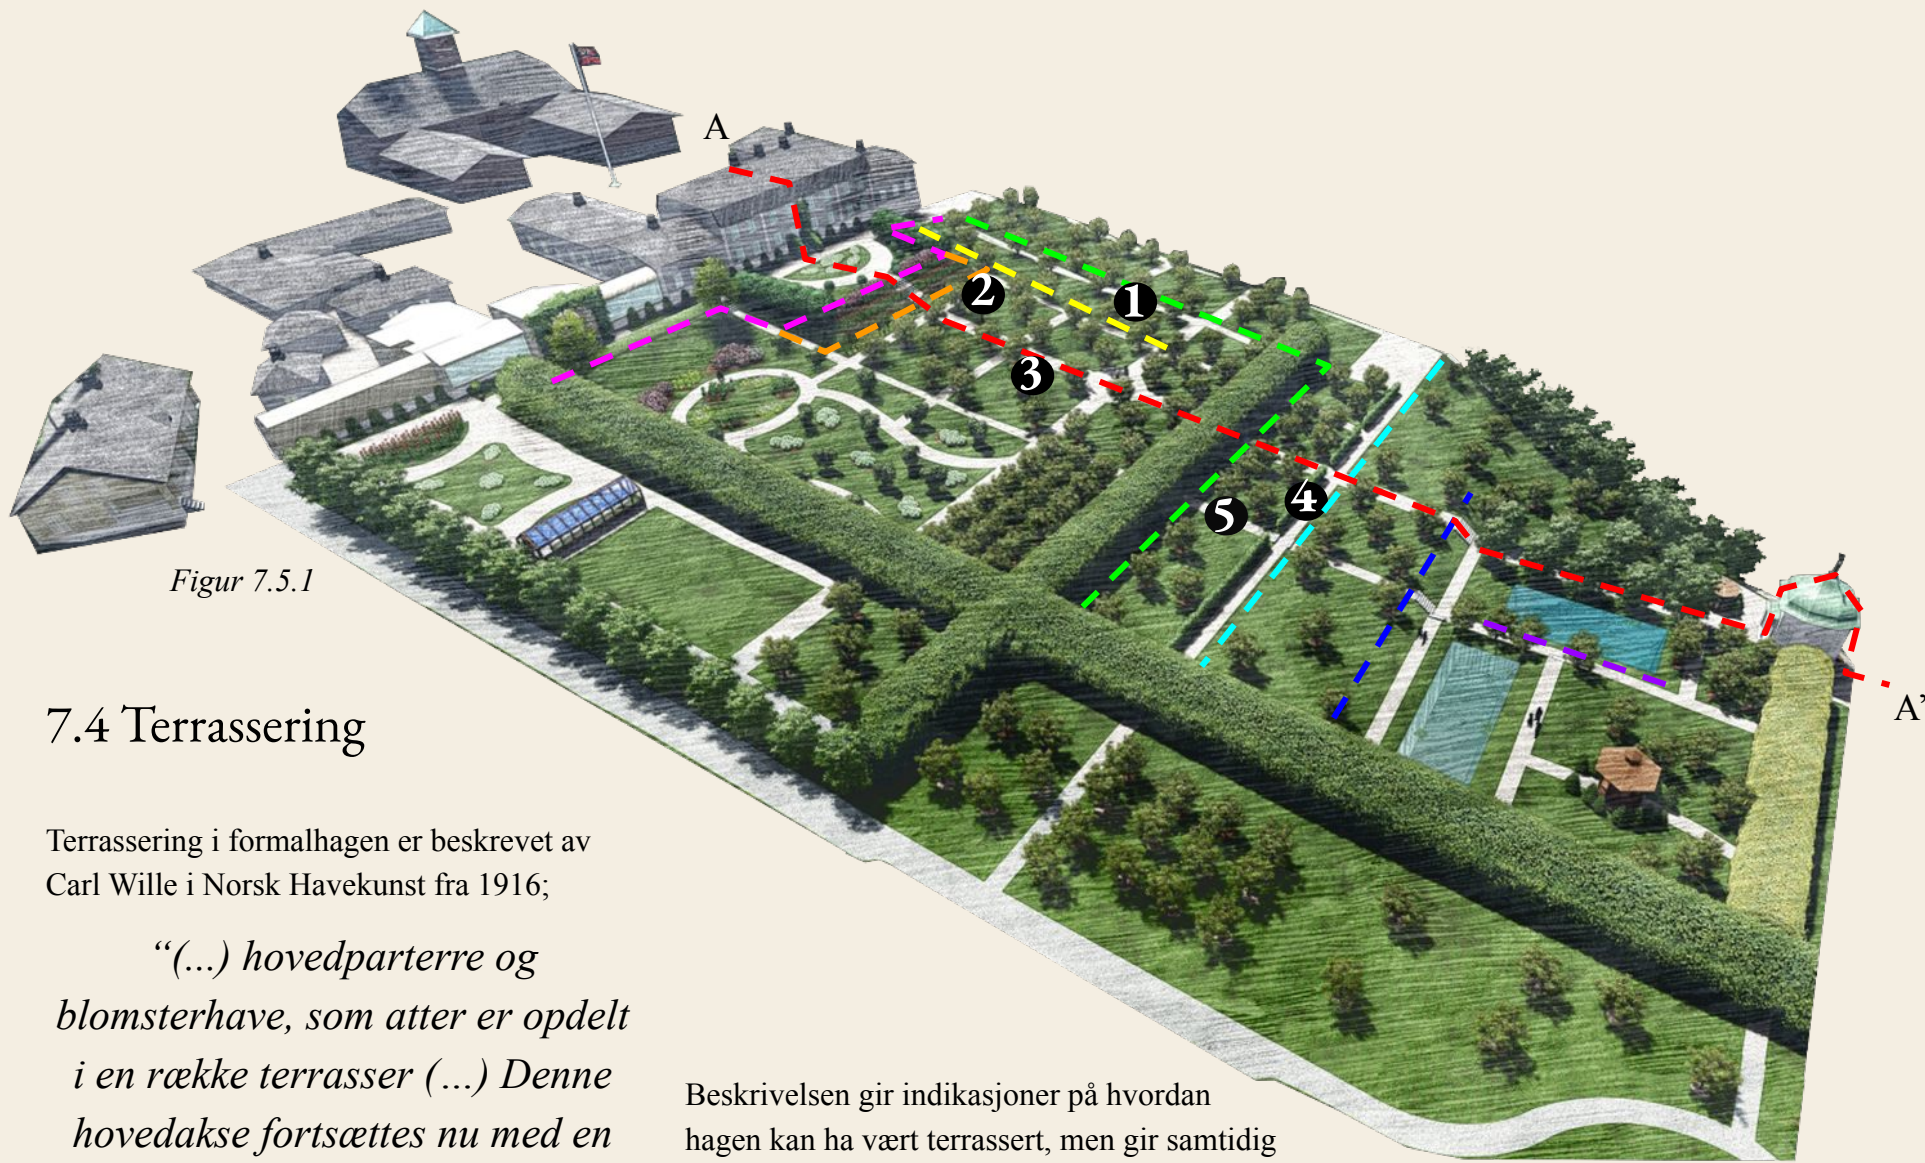 A
1
2
3
4
5
A'
Figur 7.5.1
7.4 Terrassering
Terrassering i formalhagen er beskrevet av
Carl Wille i Norsk Havekunst fra 1916;
“(...) hovedparterre og
blomsterhave, som atter er opdelt
i en række terrasser (...) Denne
hovedakse fortsættes nu med en
Beskrivelsen gir indikasjoner på hvordan
hagen kan ha vært terrassert, men gir samtidig